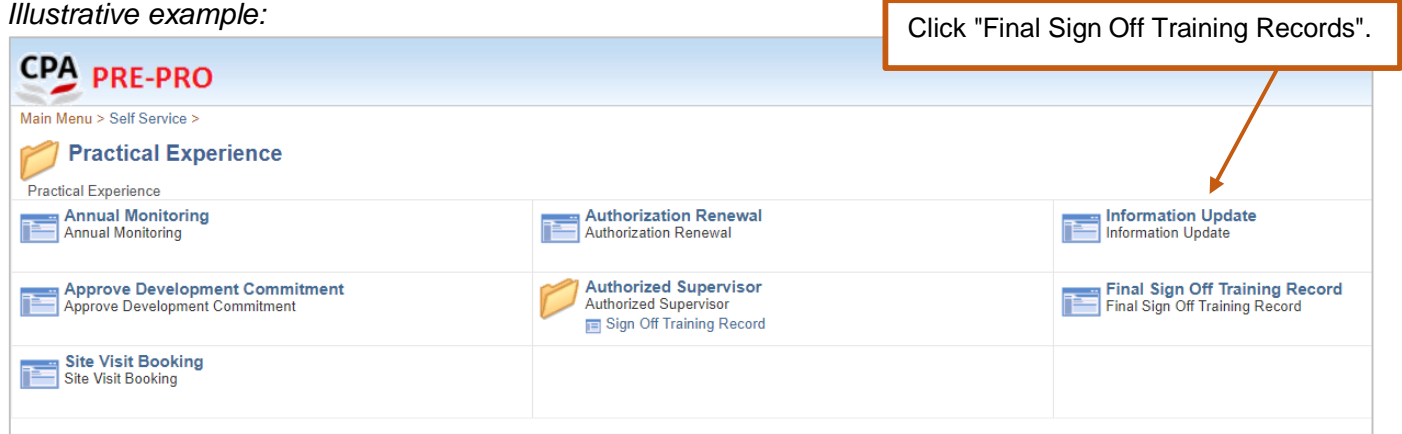 Illustrative example:
Click "Final Sign Off Training Records".
CPA PRE-PRO
Main Menu > Self Service >
Practical Experience
Practical Experience
Annual Monitoring
Annual Monitoring
Authorization Renewal
Authorization Renewal
Information Update
Information Update
Approve Development Commitment
Approve Development Commitment
Authorized Supervisor
Authorized Supervisor
Sign Off Training Record
Final Sign Off Training Record
Final Sign Off Training Record
Site Visit Booking
Site Visit Booking